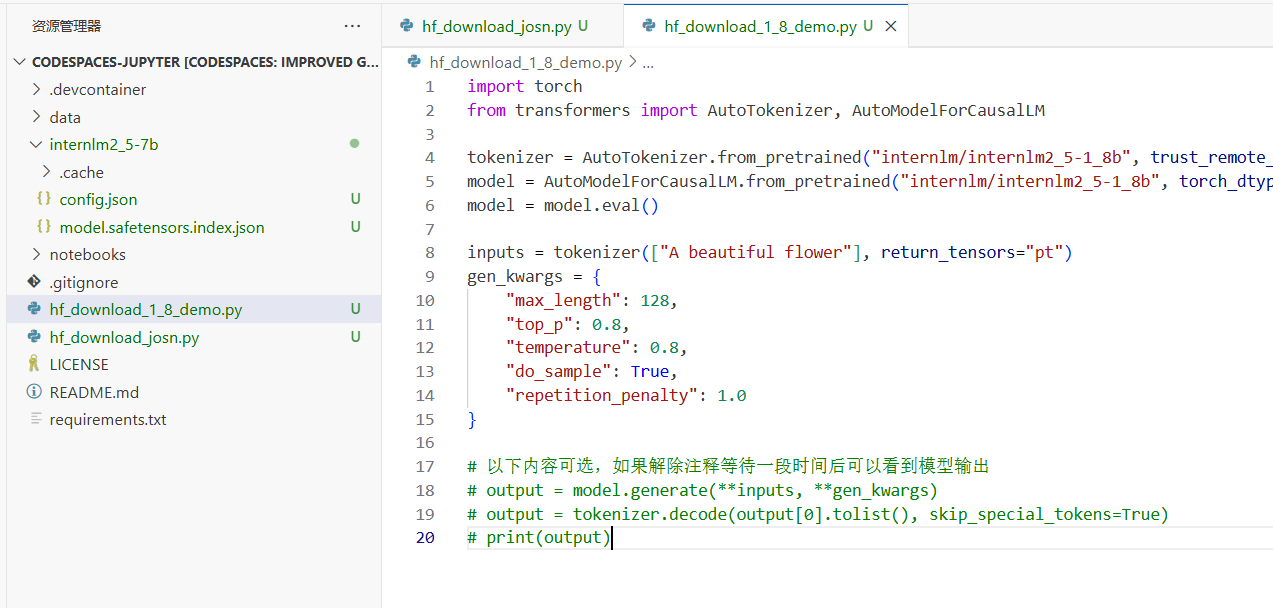 资源管理器 ...
CODESPACES-JUPYTER [CODESPACES: IMPROVED G...
.devcontainer
data
internlm2_5-7b
.cache
{} config.json U
{} model.safetensors.index.json U
notebooks
.gitignore
hf_download_1_8_demo.py U
hf_download_josn.py U
LICENSE
README.md
requirements.txt
hf_download_josn.py U hf_download_1_8_demo.py U
hf_download_1_8_demo.py > ...
1 import torch
2 from transformers import AutoTokenizer, AutoModelForCausalLM
3
4 tokenizer = AutoTokenizer.from_pretrained("internlm/internlm2_5-1_8b", trust_remote_
5 model = AutoModelForCausalLM.from_pretrained("internlm/internlm2_5-1_8b", torch_dtyp
6 model = model.eval()
7
8 inputs = tokenizer(["A beautiful flower"], return_tensors="pt")
9 gen_kwargs = {
10 "max_length": 128,
11 "top_p": 0.8,
12 "temperature": 0.8,
13 "do_sample": True,
14 "repetition_penalty": 1.0
15 }
16
17 # 以下内容可选，如果解除注释等待一段时间后可以看到模型输出
18 # output = model.generate(**inputs, **gen_kwargs)
19 # output = tokenizer.decode(output[0].tolist(), skip_special_tokens=True)
20 # print(output)